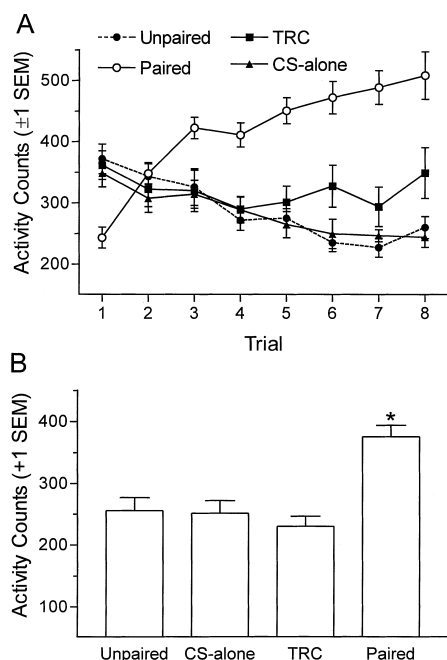 A
Unpaired TRC
Paired CS-alone
Activity Counts (±1 SEM)
500
400
300
200
1 2 3 4 5 6 7 8
Trial
B
Activity Counts (+1 SEM)
400
300
200
100
*
Unpaired CS-alone TRC Paired